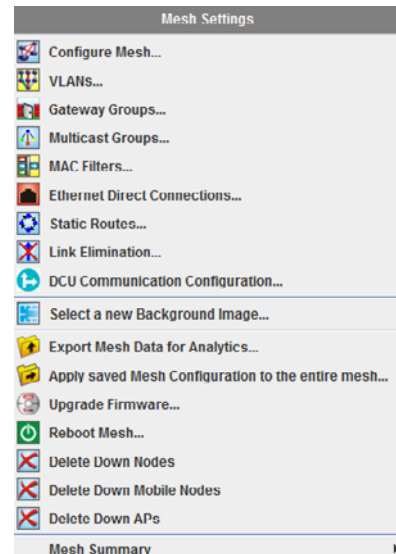 Mesh Settings
Configure Mesh...
VLANs...
Gateway Groups...
Multicast Groups...
MAC Filters...
Ethernet Direct Connections...
Static Routes...
Link Elimination...
DCU Communication Configuration...
Select a new Background Image...
Export Mesh Data for Analytics...
Apply saved Mesh Configuration to the entire mesh...
Upgrade Firmware...
Reboot Mesh...
Delete Down Nodes
Delete Down Mobile Nodes
Delete Down APs
Mesh Summary